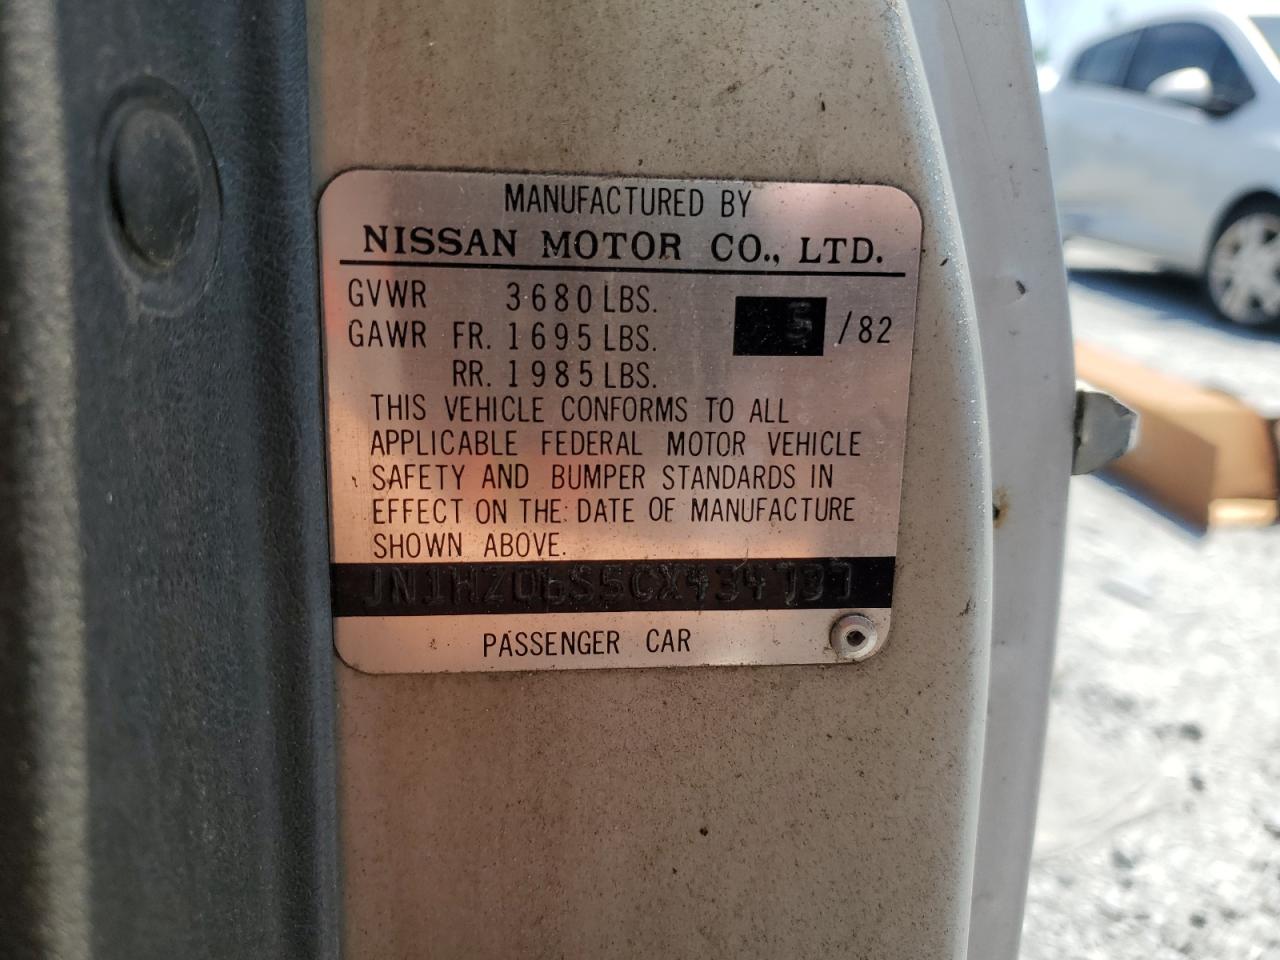 MANUFACTURED BY
NISSAN MOTOR CO., LTD.
GVWR 3680 LBS.
GAWR FR. 1695 LBS. 5 /82
RR. 1985 LBS.
THIS VEHICLE CONFORMS TO ALL
APPLICABLE FEDERAL MOTOR VEHICLE
SAFETY AND BUMPER STANDARDS IN
EFFECT ON THE DATE OF MANUFACTURE
SHOWN ABOVE.
PASSENGER CAR